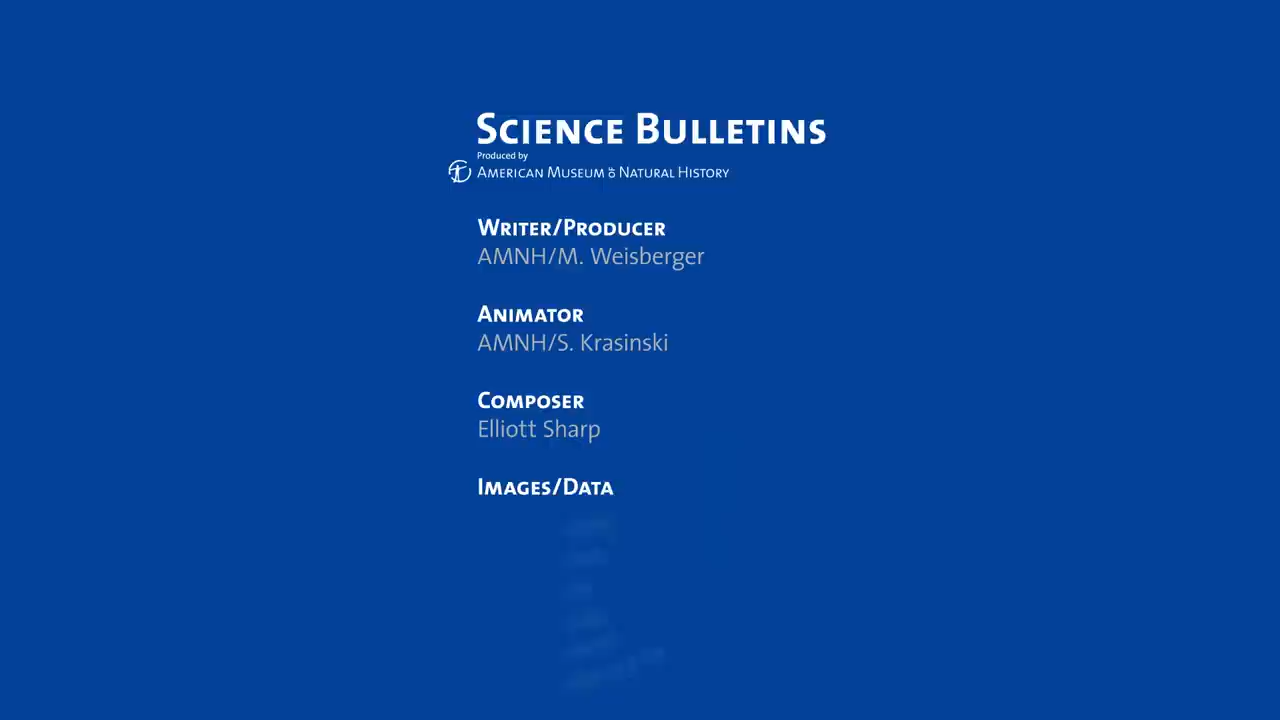 SCIENCE BULLETINS
Produced by
AMERICAN MUSEUM OF NATURAL HISTORY
WRITER/PRODUCER
AMNH/M. Weisberger
ANIMATOR
AMNH/S. Krasinski
COMPOSER
Elliott Sharp
IMAGES/DATA